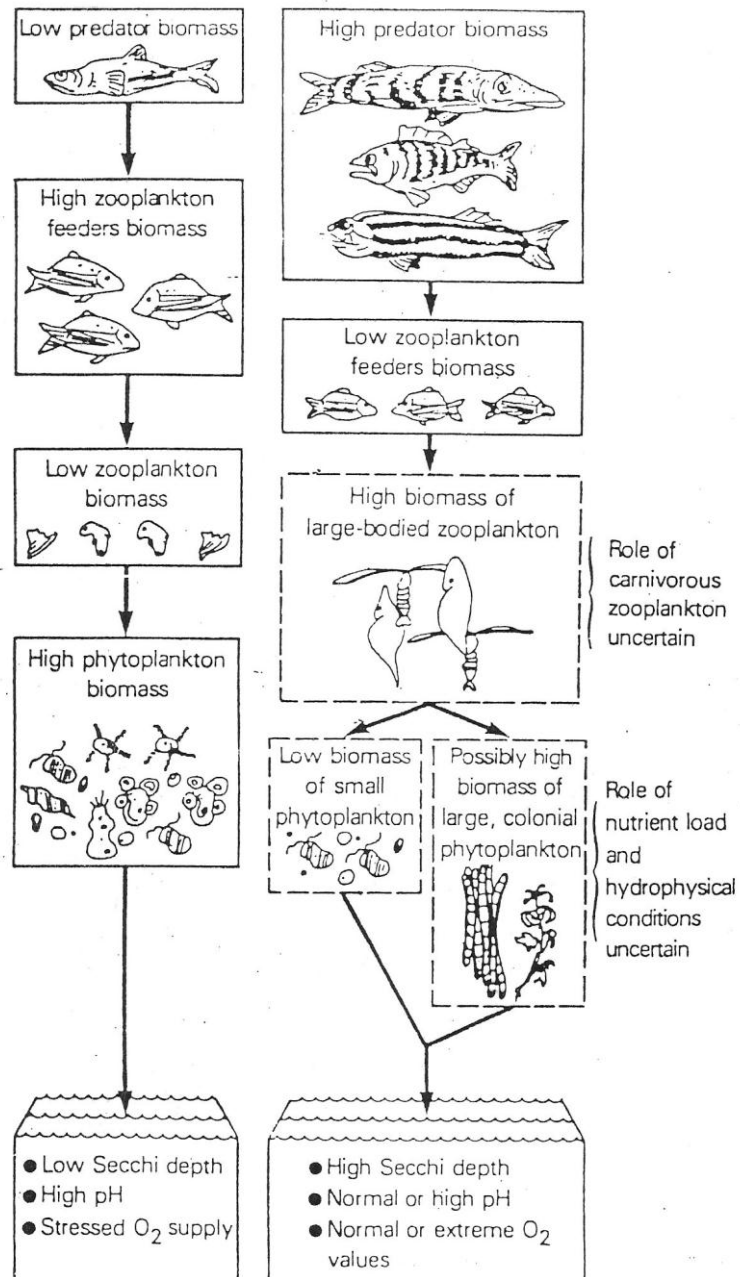 Low predator biomass
High zooplankton
feeders biomass
Low zooplankton
biomass
High phytoplankton
biomass
● Low Secchi depth
● High pH
● Stressed O₂ supply
High predator biomass
Low zooplankton
feeders biomass
High biomass of
large-bodied zooplankton
Role of
carnivorous
zooplankton
uncertain
Low biomass
of small
phytoplankton
Possibly high
biomass of
large, colonial
phytoplankton
Role of
nutrient load
and
hydrophysical
conditions
uncertain
● High Secchi depth
● Normal or high pH
● Normal or extreme O₂
values